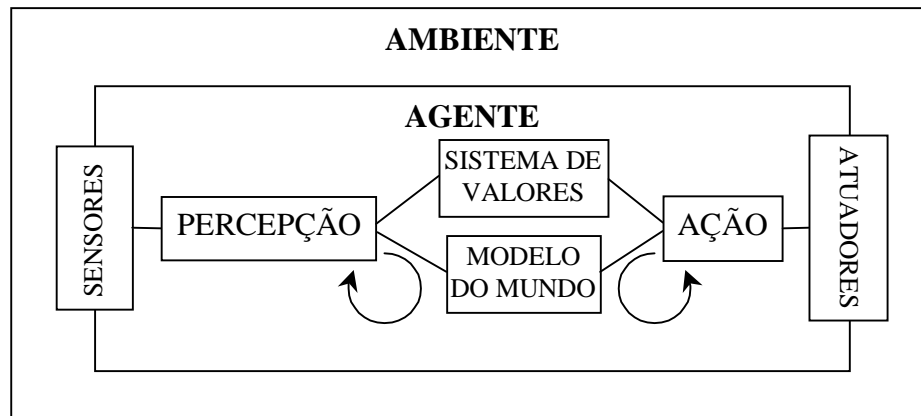 AMBIENTE
AGENTE
SENSORES
PERCEPÇÃO
SISTEMA DE
VALORES
MODELO
DO MUNDO
AÇÃO
ATUADORES